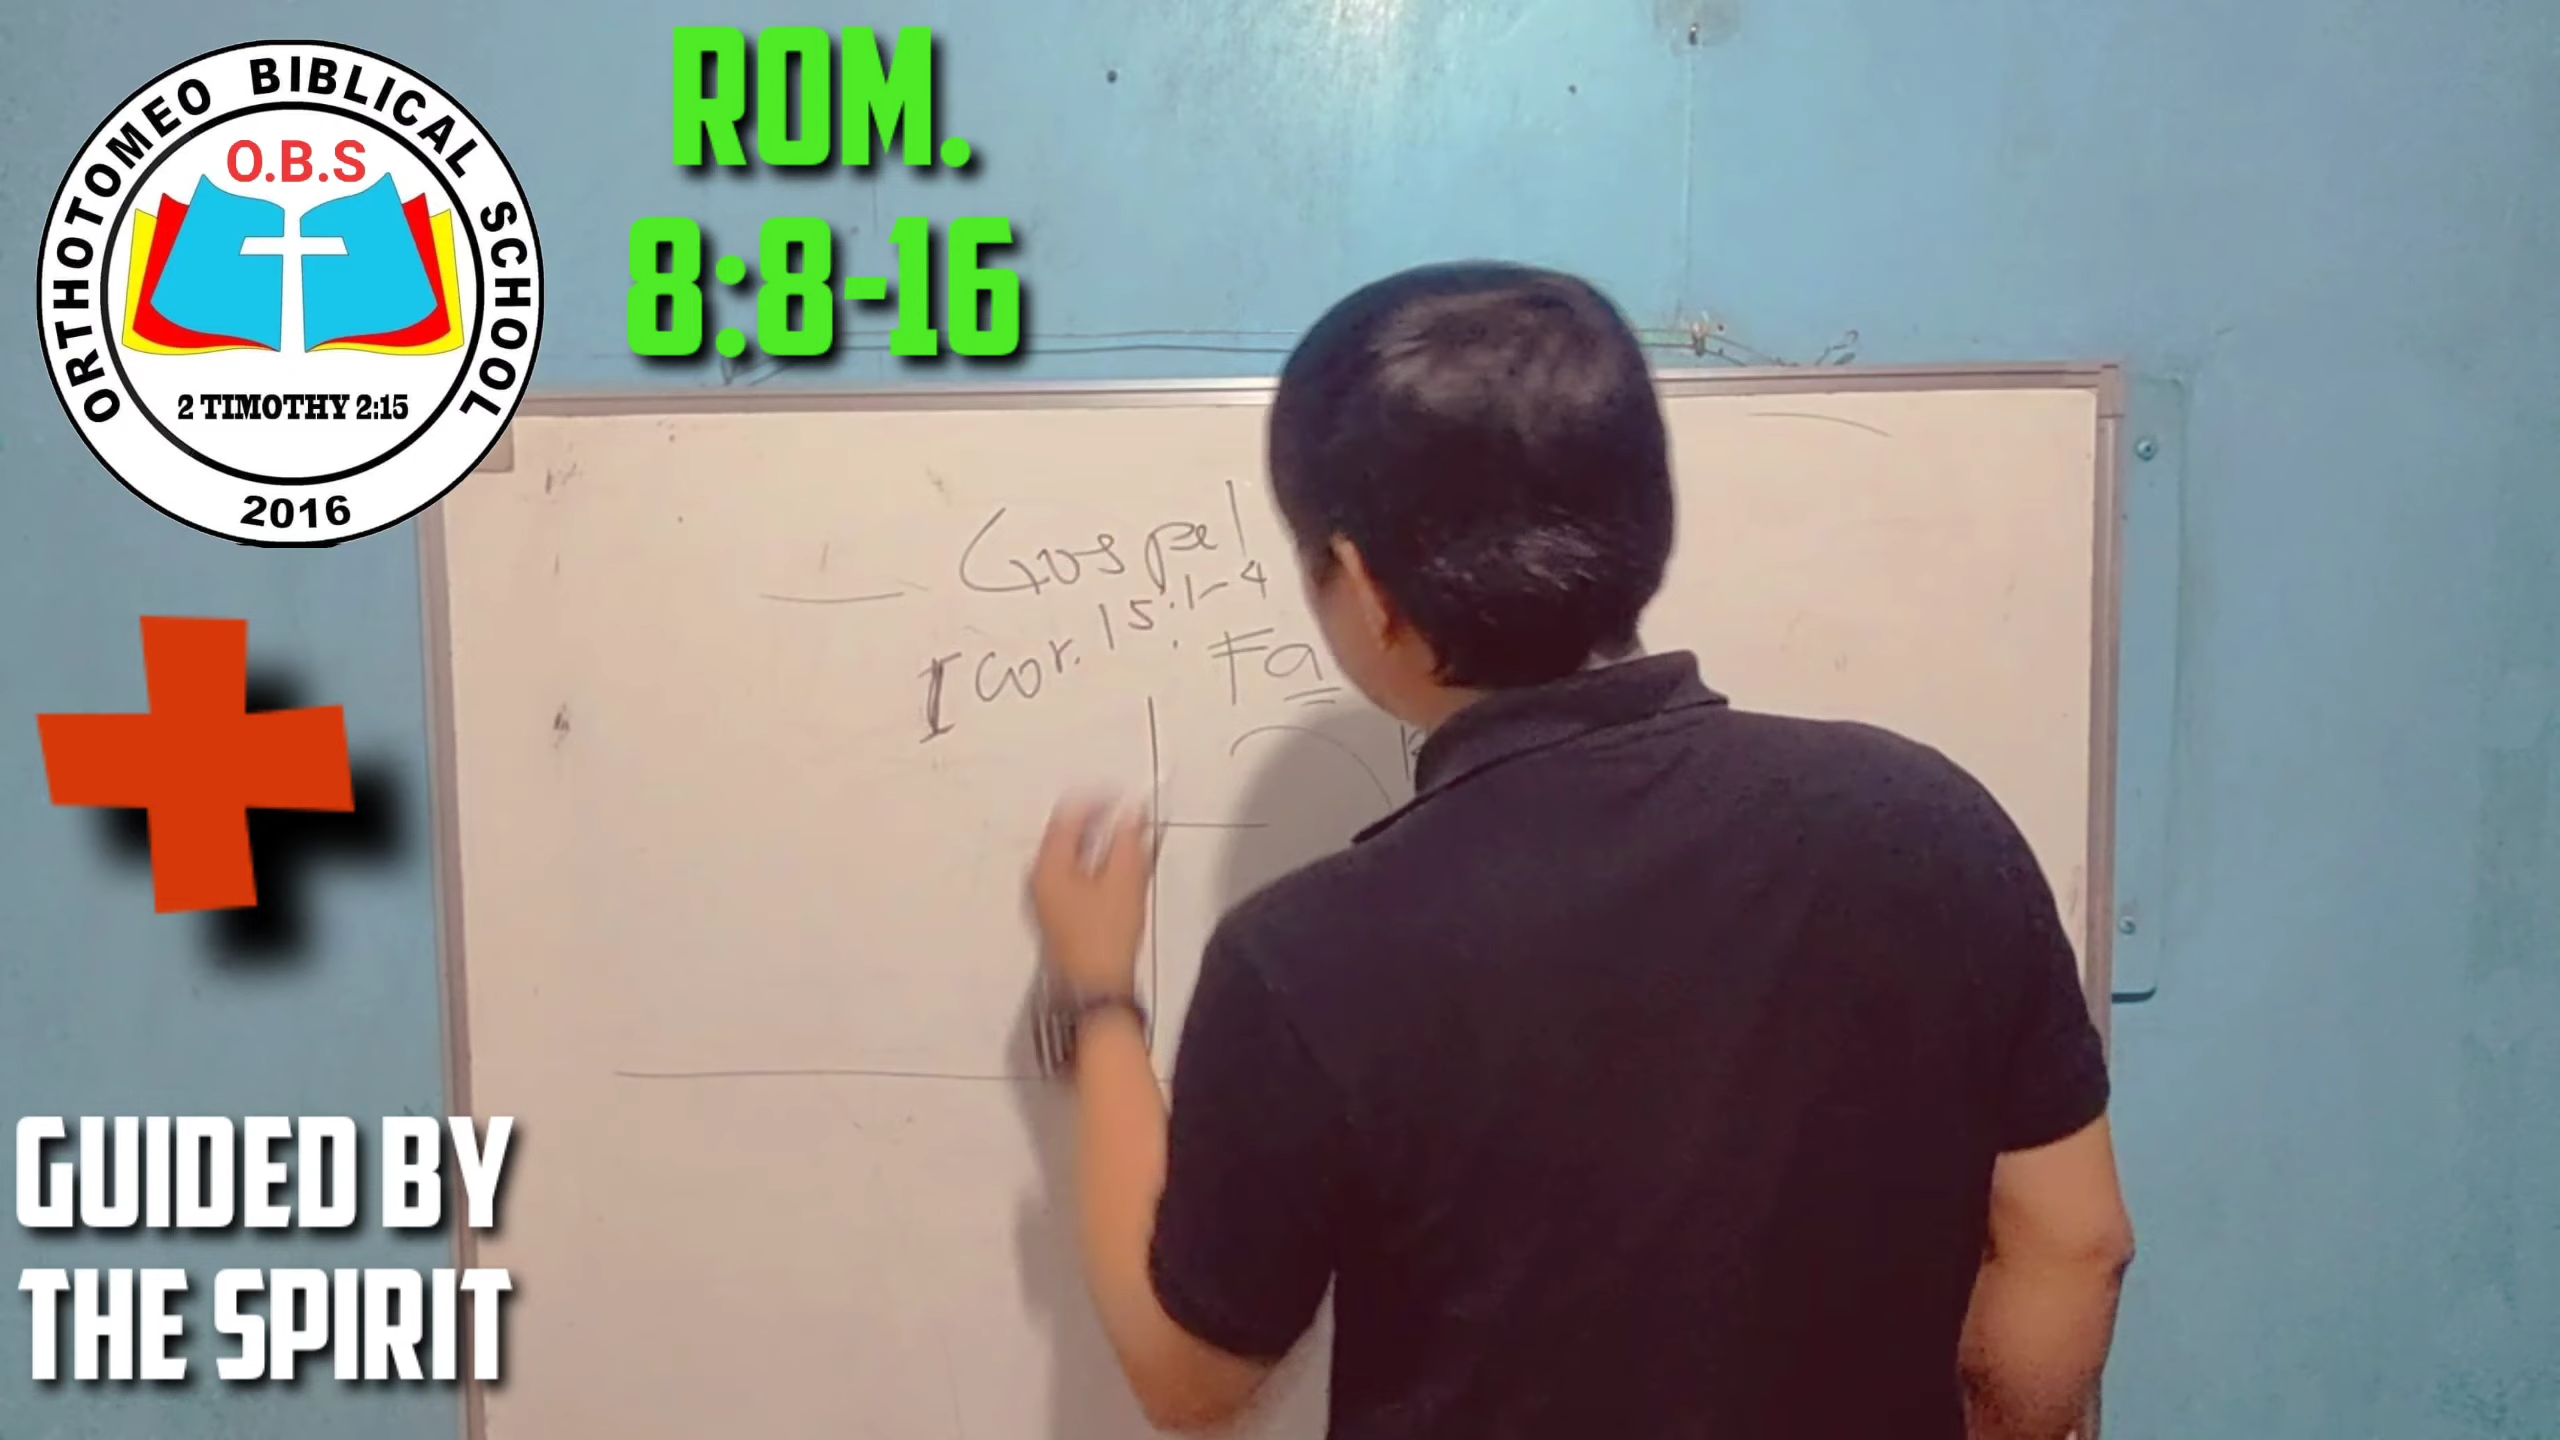 ORTHOTOMEO BIBLICAL SCHOOL
O.B.S
2 TIMOTHY 2:15
2016
ROM.
8:8-16
Gospel
I Cor. 15:1-4
Fa
GUIDED BY
THE SPIRIT